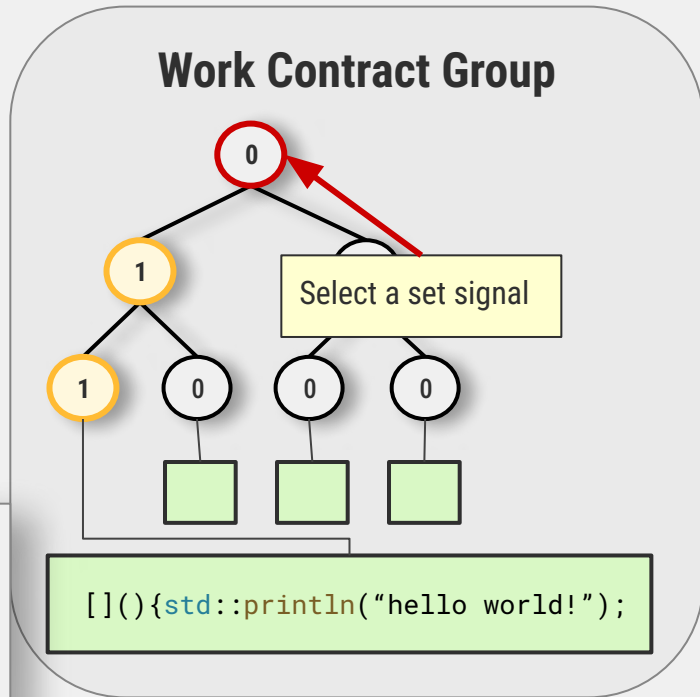 Work Contract Group
0
1
Select a set signal
1
0
0
0
[](){std::println(“hello world!”);